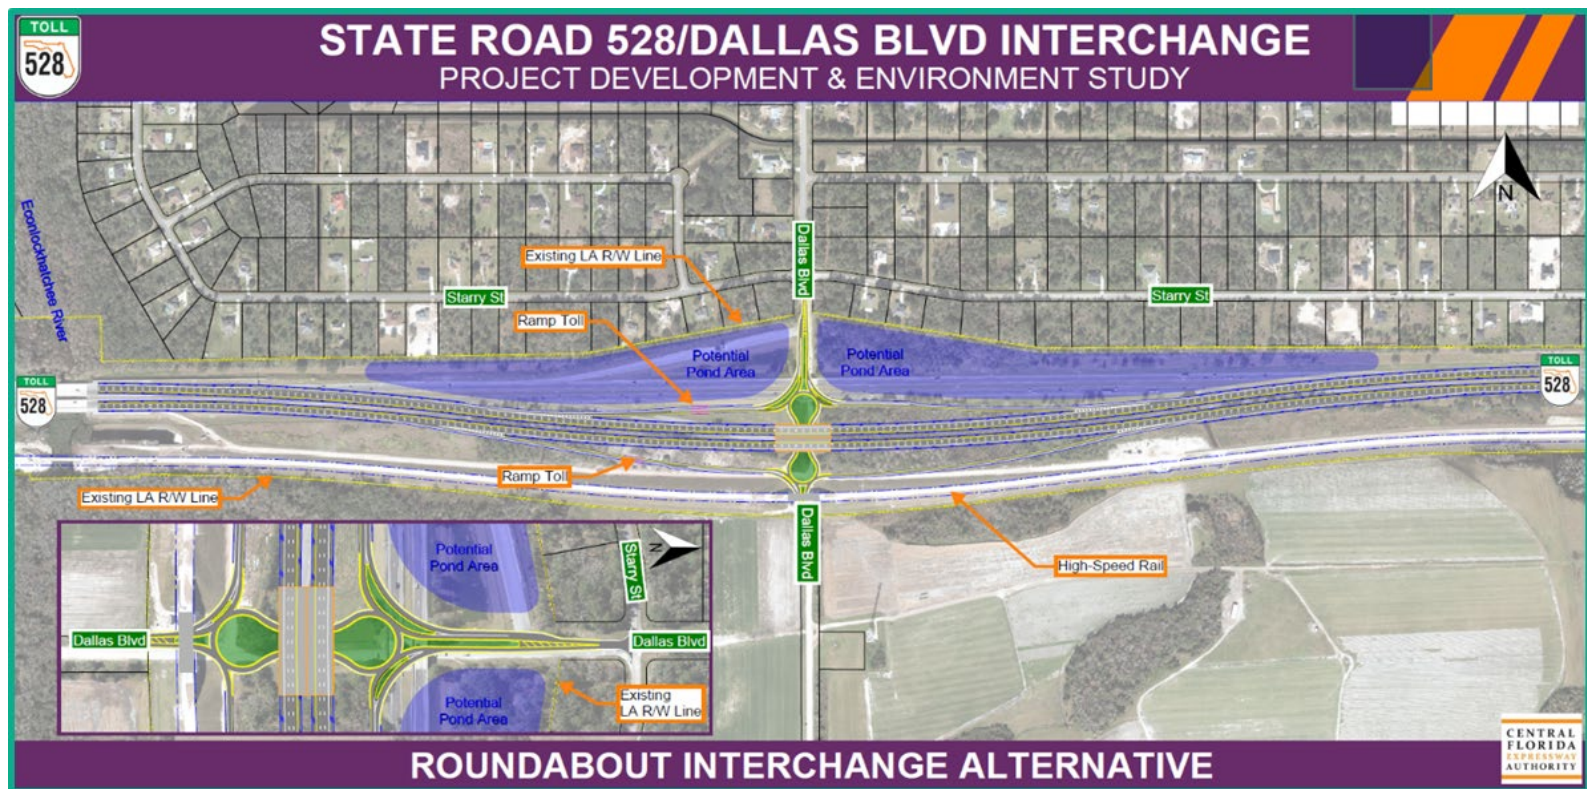 TOLL
528
STATE ROAD 528/DALLAS BLVD INTERCHANGE
PROJECT DEVELOPMENT & ENVIRONMENT STUDY
N
Econlockhatchee River
Existing LA R/W Line
Dallas Blvd
Starry St
Starry St
Ramp Toll
Potential
Pond Area
Potential
Pond Area
TOLL
528
TOLL
528
Ramp Toll
Existing LA R/W Line
Dallas Blvd
High-Speed Rail
Potential
Pond Area
Starry St
N
Dallas Blvd
Dallas Blvd
Existing
LA R/W Line
Potential
Pond Area
ROUNDABOUT INTERCHANGE ALTERNATIVE
CENTRAL
FLORIDA
EXPRESSWAY
AUTHORITY